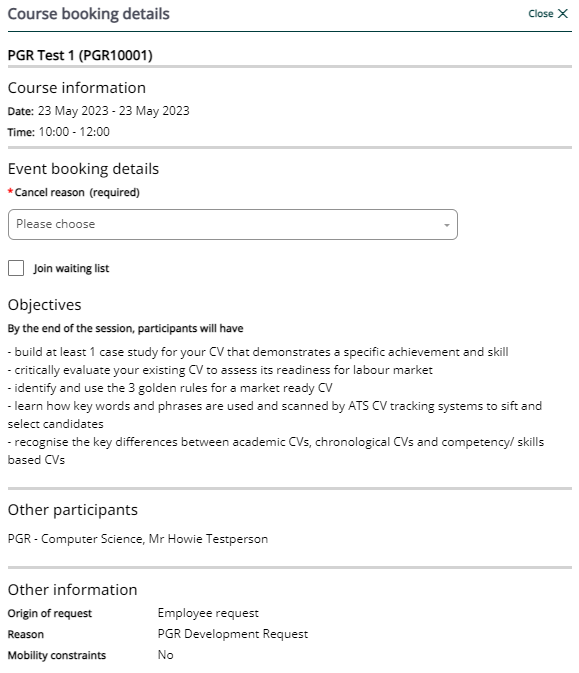 Course booking details
Close X
PGR Test 1 (PGR10001)
Course information
Date: 23 May 2023 - 23 May 2023
Time: 10:00 - 12:00
Event booking details
*Cancel reason (required)
Please choose
Join waiting list
Objectives
By the end of the session, participants will have
- build at least 1 case study for your CV that demonstrates a specific achievement and skill
- critically evaluate your existing CV to assess its readiness for labour market
- identify and use the 3 golden rules for a market ready CV
- learn how key words and phrases are used and scanned by ATS CV tracking systems to sift and
select candidates
- recognise the key differences between academic CVs, chronological CVs and competency/ skills
based CVs
Other participants
PGR - Computer Science, Mr Howie Testperson
Other information
Origin of request Employee request
Reason PGR Development Request
Mobility constraints No